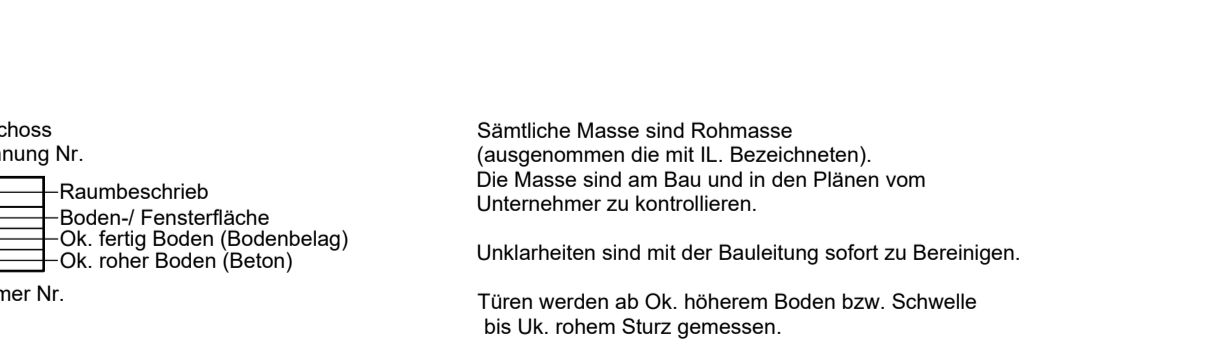 choss
nung Nr.
Raumbeschrieb
Boden-/ Fensterfläche
Ok. fertig Boden (Bodenbelag)
Ok. roher Boden (Beton)
mer Nr.
Sämtliche Masse sind Rohmasse
(ausgenommen die mit IL. Bezeichneten).
Die Masse sind am Bau und in den Plänen vom
Unternehmer zu kontrollieren.
Unklarheiten sind mit der Bauleitung sofort zu Bereinigen.
Türen werden ab Ok. höherem Boden bzw. Schwelle
bis Uk. rohem Sturz gemessen.